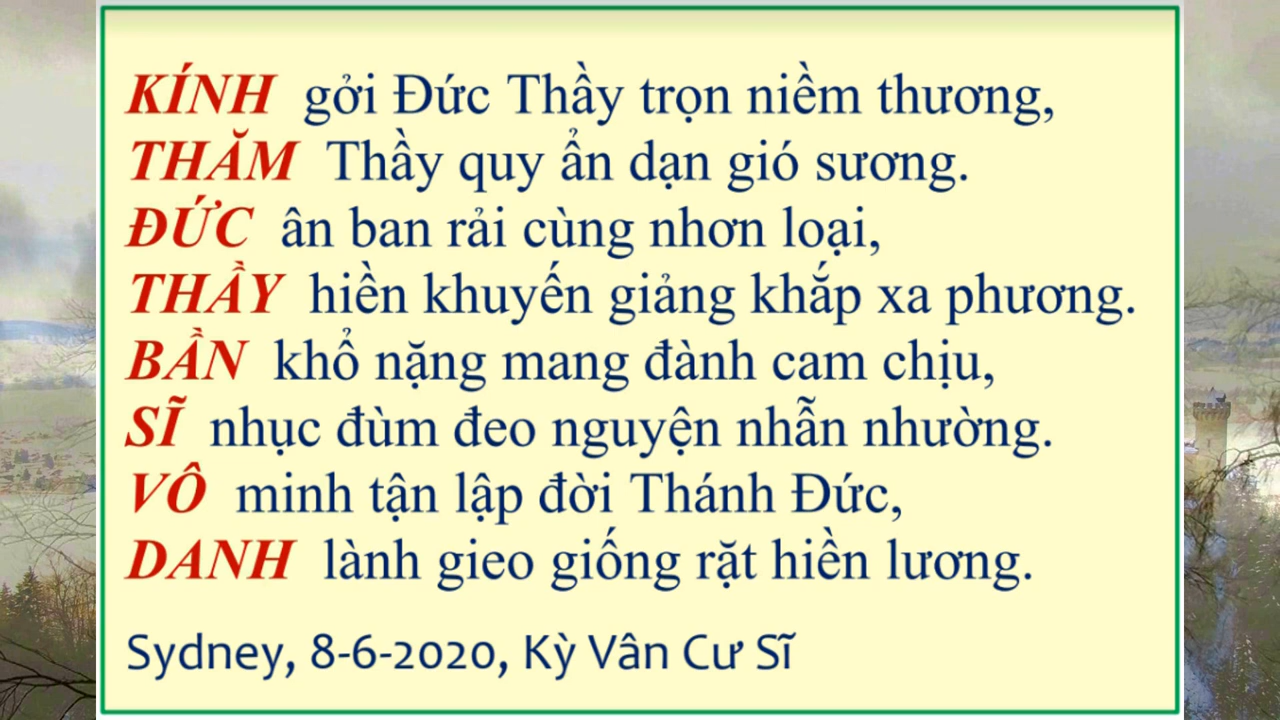 KÍNH gởi Đức Thầy trọn niềm thương,
THĂM Thầy quy ẩn dạn gió sương.
ĐỨC ân ban rải cùng nhơn loại,
THẦY hiền khuyến giảng khắp xa phương.
BẦN khổ nặng mang đành cam chịu,
SĨ nhục đùm đeo nguyện nhẫn nhường.
VÔ minh tận lập đời Thánh Đức,
DANH lành gieo giống rặt hiền lương.
Sydney, 8-6-2020, Kỳ Vân Cư Sĩ